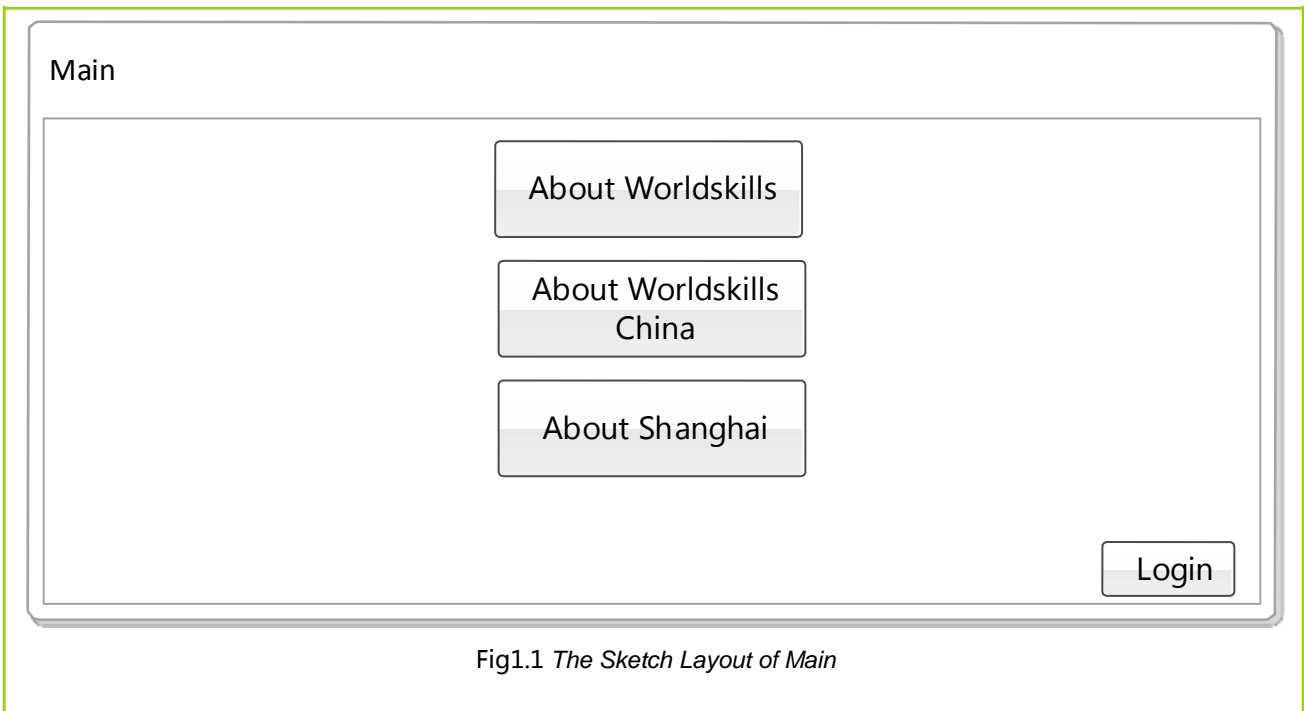 Main
About Worldskills
About Worldskills
China
About Shanghai
Login
Fig1.1 The Sketch Layout of Main